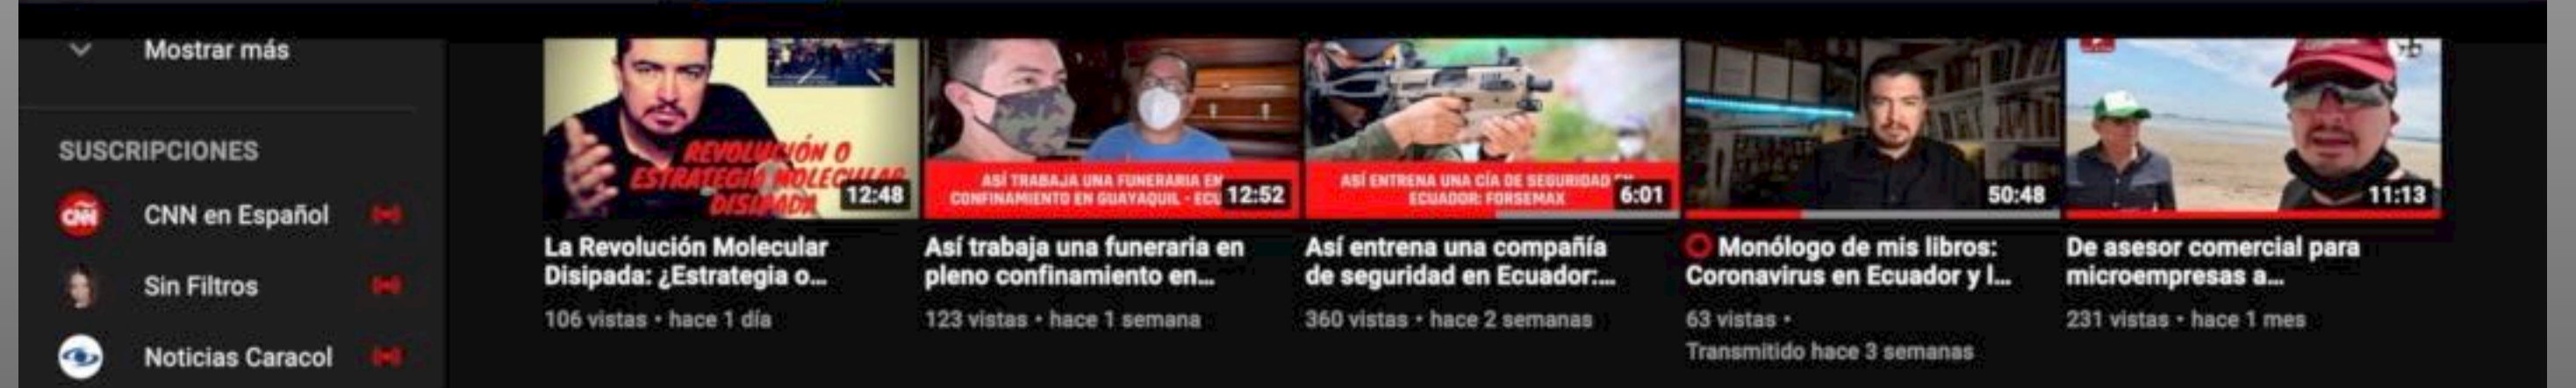 Mostrar más
SUSCRIPCIONES
CNN
CNN en Español
Sin Filtros
Noticias Caracol
REVOLUCIÓN O
ESTRATEGIA MOLECULAR
DISIPADA
12:48
La Revolución Molecular
Disipada: ¿Estrategia o...
106 vistas • hace 1 día
ASÍ TRABAJA UNA FUNERARIA EN
CONFINAMIENTO EN GUAYAQUIL - ECU
12:52
Así trabaja una funeraria en
pleno confinamiento en...
123 vistas • hace 1 semana
ASÍ ENTRENA UNA CÍA DE SEGURIDAD
ECUADOR: FORSEMAX
6:01
Así entrena una compañía
de seguridad en Ecuador:...
360 vistas • hace 2 semanas
50:48
Monólogo de mis libros:
Coronavirus en Ecuador y l...
63 vistas •
Transmitido hace 3 semanas
11:13
De asesor comercial para
microempresas a...
231 vistas • hace 1 mes